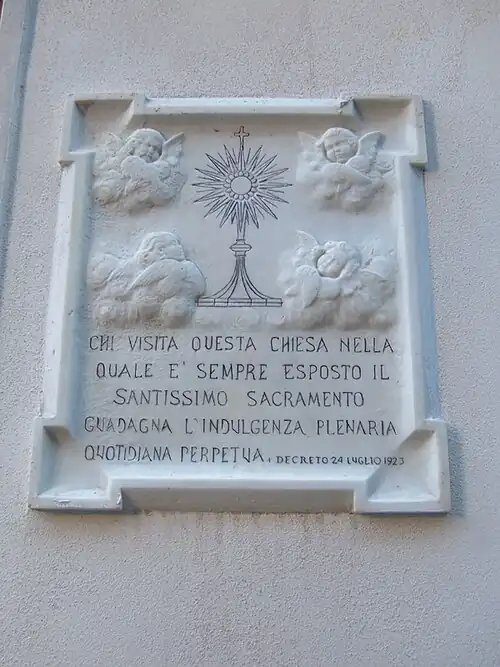 CHI VISITA QUESTA CHIESA NELLA
QUALE E' SEMPRE ESPOSTO IL
SANTISSIMO SACRAMENTO
GUADAGNA L'INDULGENZA PLENARIA
QUOTIDIANA PERPETUA. DECRETO 24 LUGLIO 1923